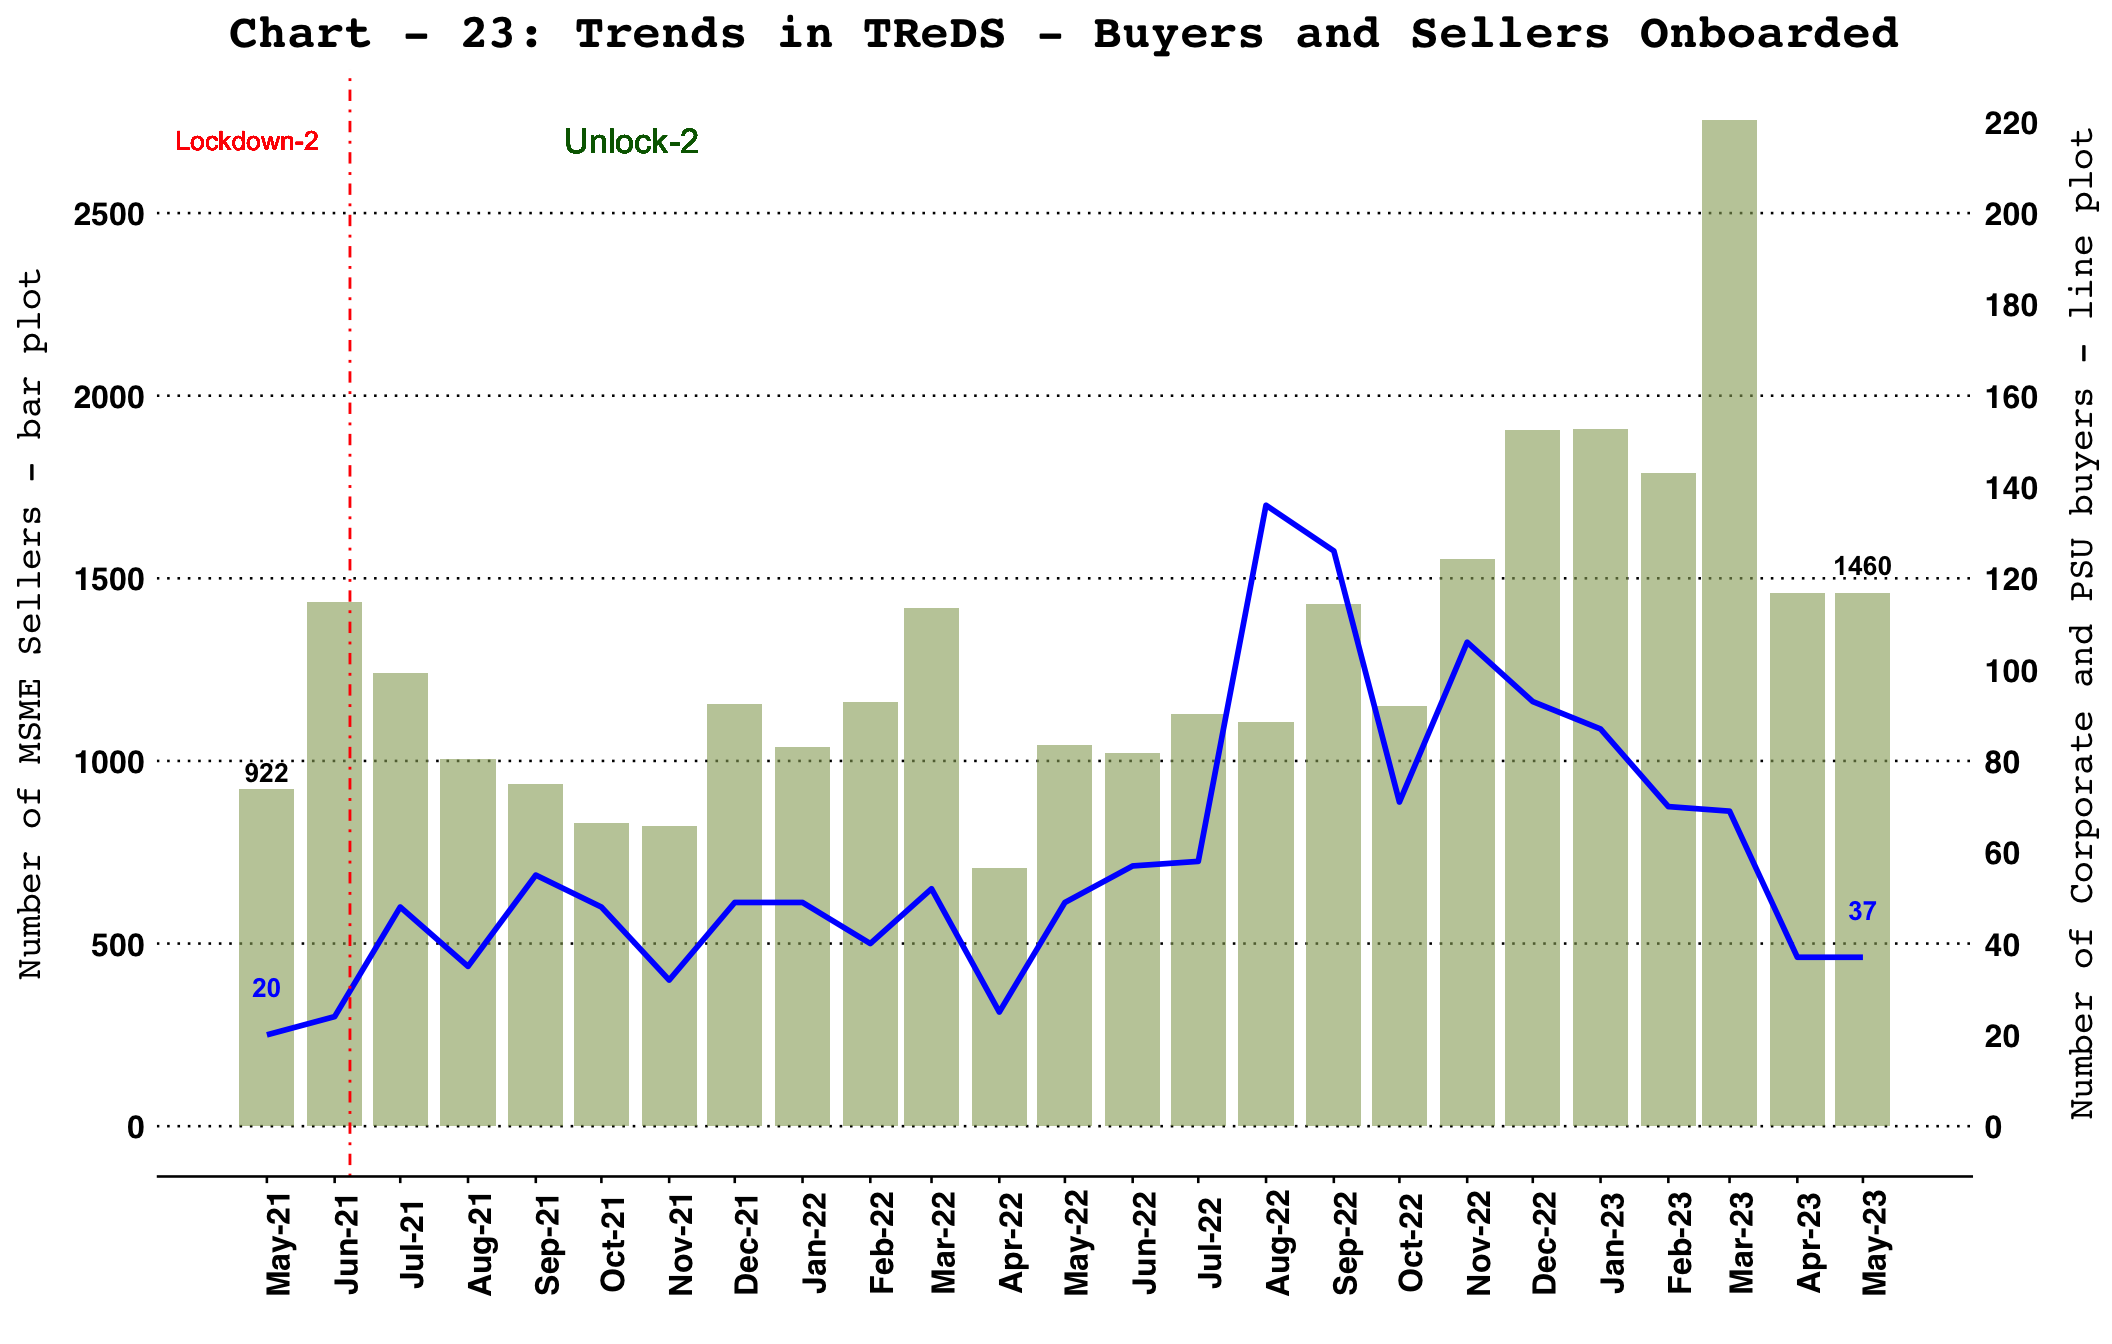 Chart - 23: Trends in TReDS - Buyers and Sellers Onboarded
Lockdown-2
Unlock-2
Number of MSME Sellers - bar plot
2500
2000
1500
1000
500
0
922
20
1460
37
220
200
180
160
140
120
100
80
60
40
20
0
Number of Corporate and PSU buyers - line plot
May-21
Jun-21
Jul-21
Aug-21
Sep-21
Oct-21
Nov-21
Dec-21
Jan-22
Feb-22
Mar-22
Apr-22
May-22
Jun-22
Jul-22
Aug-22
Sep-22
Oct-22
Nov-22
Dec-22
Jan-23
Feb-23
Mar-23
Apr-23
May-23